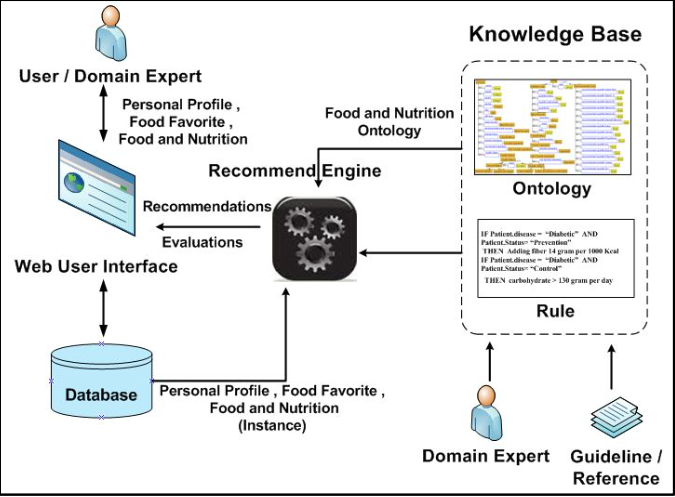 Knowledge Base
User / Domain Expert
Personal Profile ,
Food Favorite ,
Food and Nutrition
Food and Nutrition
Ontology
Recommend Engine
Ontology
Recommendations
Evaluations
Web User Interface
IF Patient.disease = “Diabetic” AND
Patient.Status= “Prevention”
THEN Adding fiber 14 gram per 1000 Kcal
IF Patient.disease = “Diabetic” AND
Patient.Status= “Control”
THEN carbohydrate > 130 gram per day
Rule
Database
Personal Profile , Food Favorite ,
Food and Nutrition
(Instance)
Domain Expert
Guideline /
Reference